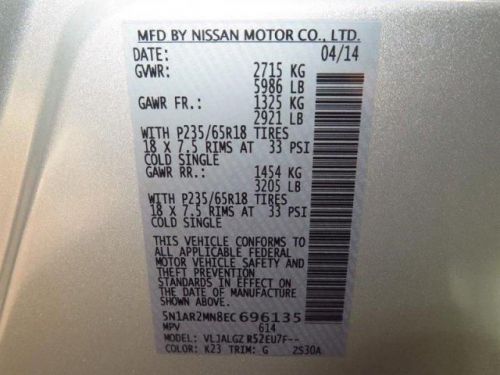 MFD BY NISSAN MOTOR CO., LTD.
DATE: 04/14
GVWR: 2715 KG
5986 LB
GAWR FR.: 1325 KG
2921 LB
WITH P235/65R18 TIRES
18 X 7.5 RIMS AT 33 PSI
COLD SINGLE
GAWR RR.: 1454 KG
3205 LB
WITH P235/65R18 TIRES
18 X 7.5 RIMS AT 33 PSI
COLD SINGLE
THIS VEHICLE CONFORMS TO
ALL APPLICABLE FEDERAL
MOTOR VEHICLE SAFETY AND
THEFT PREVENTION
STANDARDS IN EFFECT ON
THE DATE OF MANUFACTURE
SHOWN ABOVE.
5N1AR2MN8EC696135
MPV 614
MODEL: VLJALGZ R52EU7F--
COLOR: K23 TRIM: G 2S30A